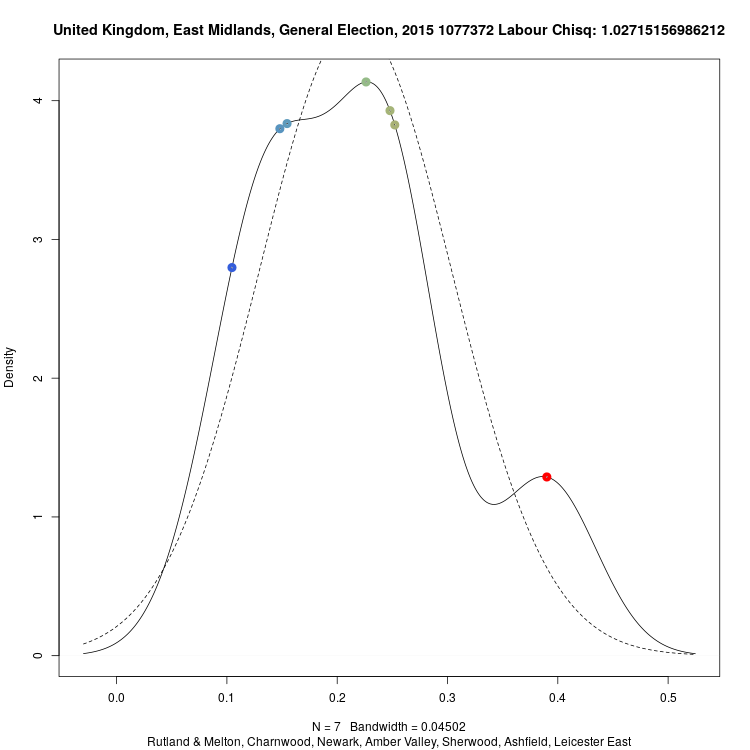 United Kingdom, East Midlands, General Election, 2015 1077372 Labour Chisq: 1.02715156986212
Density
4
3
2
1
0
0.0 0.1 0.2 0.3 0.4 0.5
N = 7 Bandwidth = 0.04502
Rutland & Melton, Charnwood, Newark, Amber Valley, Sherwood, Ashfield, Leicester East